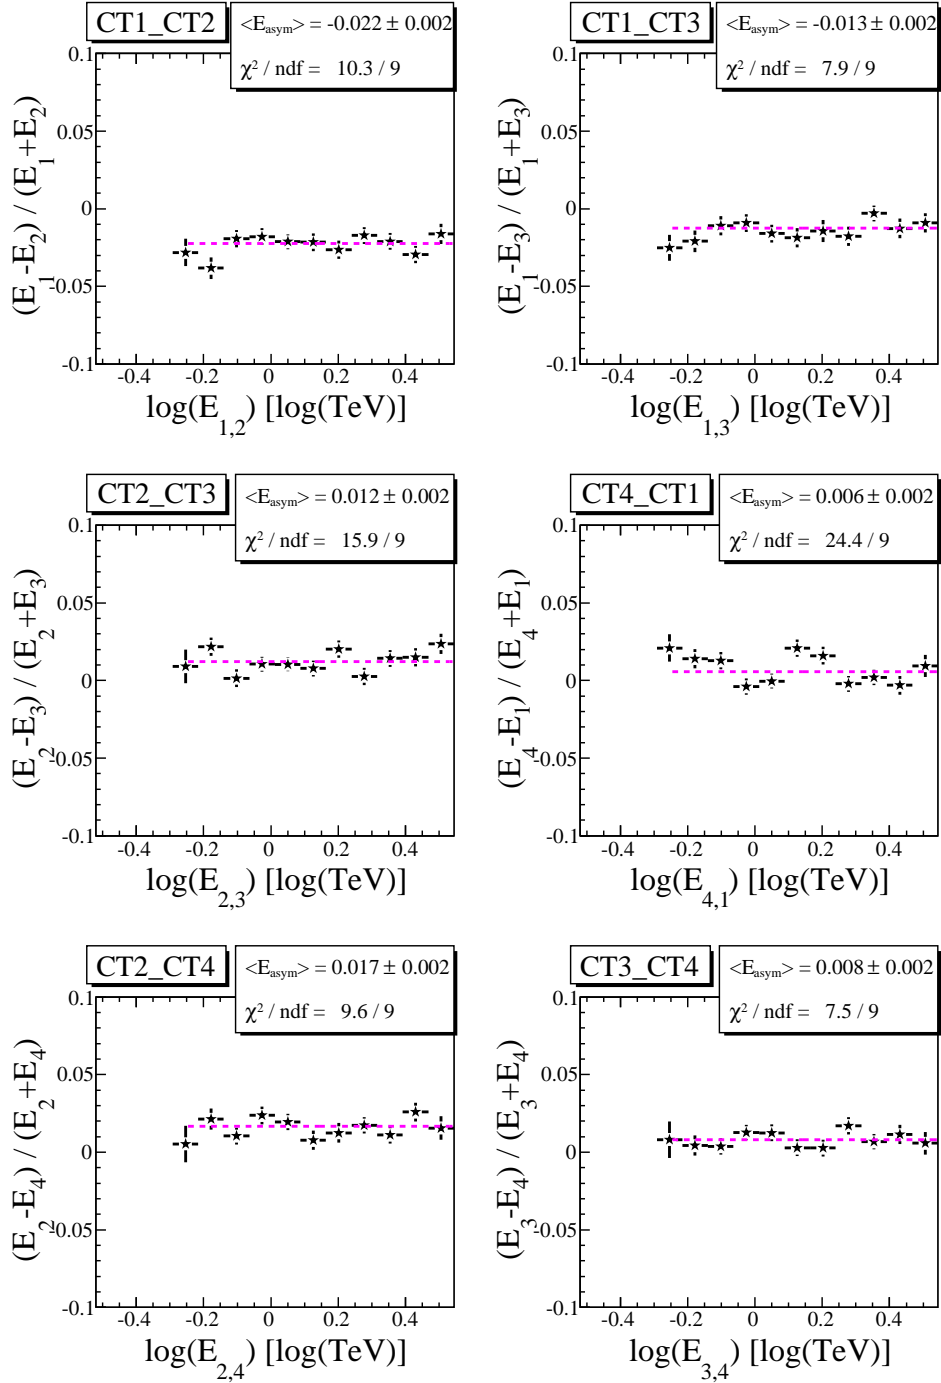 CT1_CT2
<E_asym> = -0.022 ± 0.002
χ² / ndf = 10.3 / 9
0.1
0.05
0
-0.05
-0.1
(E_1-E_2) / (E_1+E_2)
-0.4 -0.2 0 0.2 0.4
log(E_1,2) [log(TeV)]
CT1_CT3
<E_asym> = -0.013 ± 0.002
χ² / ndf = 7.9 / 9
0.1
0.05
0
-0.05
-0.1
(E_1-E_3) / (E_1+E_3)
-0.4 -0.2 0 0.2 0.4
log(E_1,3) [log(TeV)]
CT2_CT3
<E_asym> = 0.012 ± 0.002
χ² / ndf = 15.9 / 9
0.1
0.05
0
-0.05
-0.1
(E_2-E_3) / (E_2+E_3)
-0.4 -0.2 0 0.2 0.4
log(E_2,3) [log(TeV)]
CT4_CT1
<E_asym> = 0.006 ± 0.002
χ² / ndf = 24.4 / 9
0.1
0.05
0
-0.05
-0.1
(E_4-E_1) / (E_4+E_1)
-0.4 -0.2 0 0.2 0.4
log(E_4,1) [log(TeV)]
CT2_CT4
<E_asym> = 0.017 ± 0.002
χ² / ndf = 9.6 / 9
0.1
0.05
0
-0.05
-0.1
(E_2-E_4) / (E_2+E_4)
-0.4 -0.2 0 0.2 0.4
log(E_2,4) [log(TeV)]
CT3_CT4
<E_asym> = 0.008 ± 0.002
χ² / ndf = 7.5 / 9
0.1
0.05
0
-0.05
-0.1
(E_3-E_4) / (E_3+E_4)
-0.4 -0.2 0 0.2 0.4
log(E_3,4) [log(TeV)]